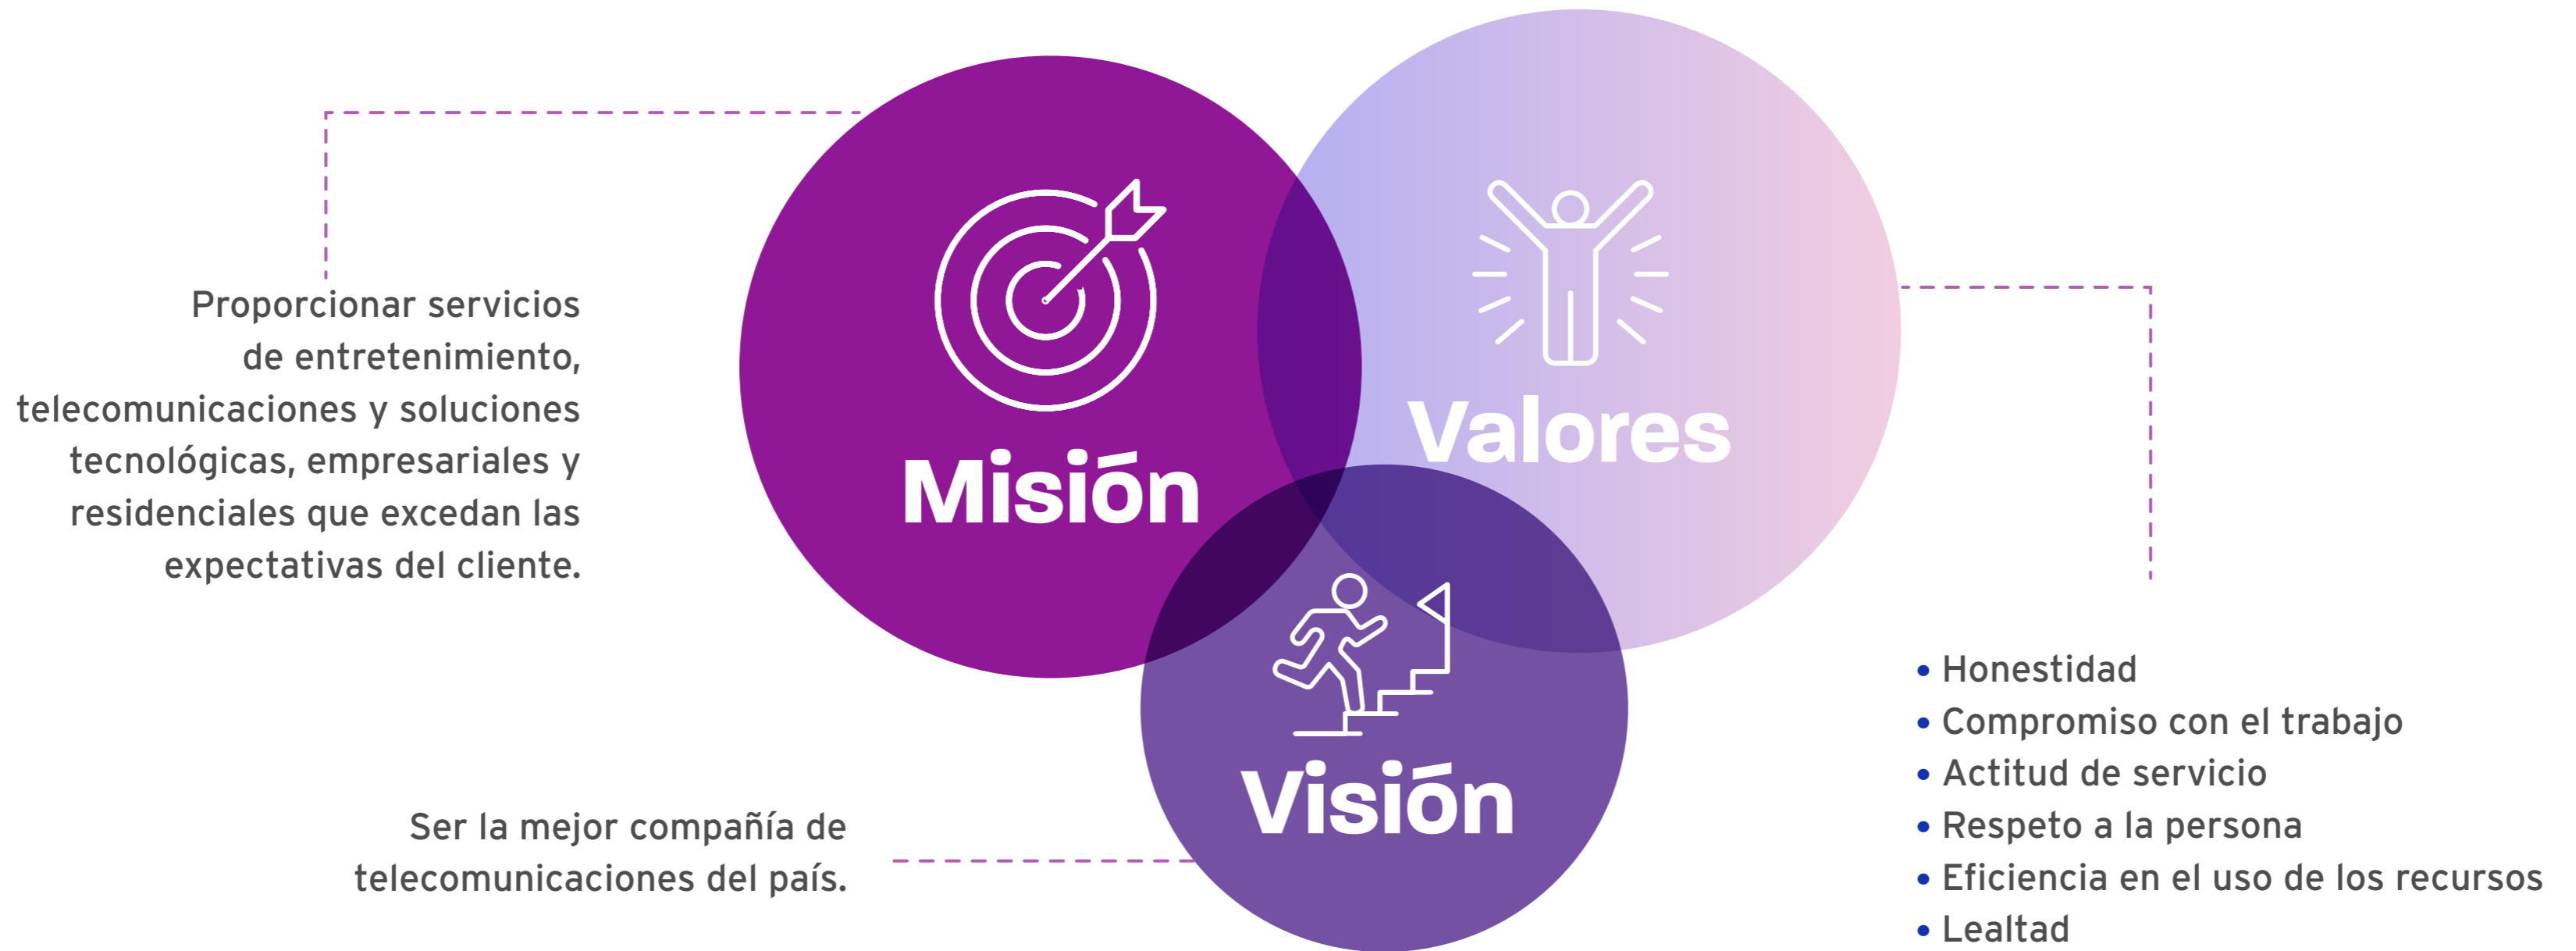 Misión
Proporcionar servicios
de entretenimiento,
telecomunicaciones y soluciones
tecnológicas, empresariales y
residenciales que excedan las
expectativas del cliente.
Valores
• Honestidad
• Compromiso con el trabajo
• Actitud de servicio
• Respeto a la persona
• Eficiencia en el uso de los recursos
• Lealtad
Visión
Ser la mejor compañía de
telecomunicaciones del país.